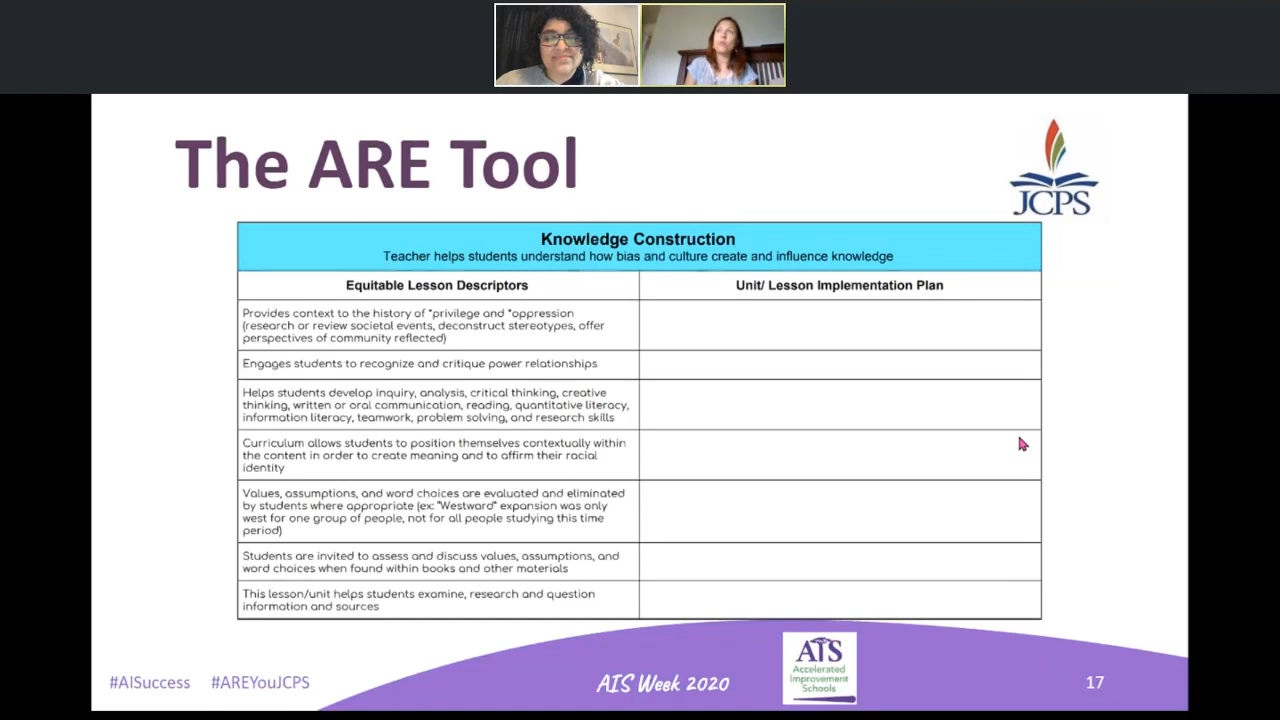 The ARE Tool
JCPS
Knowledge Construction
Teacher helps students understand how bias and culture create and influence knowledge
Equitable Lesson Descriptors
Unit/ Lesson Implementation Plan
Provides context to the history of *privilege and *oppression
(research or review societal events, deconstruct stereotypes, offer
perspectives of community reflected)
Engages students to recognize and critique power relationships
Helps students develop inquiry, analysis, critical thinking, creative
thinking, written or oral communication, reading, quantitative literacy,
information literacy, teamwork, problem solving, and research skills
Curriculum allows students to position themselves contextually within
the content in order to create meaning and to affirm their racial
identity
Values, assumptions, and word choices are evaluated and eliminated
by students where appropriate (ex: "Westward" expansion was only
west for one group of people, not for all people studying this time
period)
Students are invited to assess and discuss values, assumptions, and
word choices when found within books and other materials
This lesson/unit helps students examine, research and question
information and sources
#AISuccess
#AREYouJCPS
AIS Week 2020
AIS
Accelerated
Improvement
Schools
17